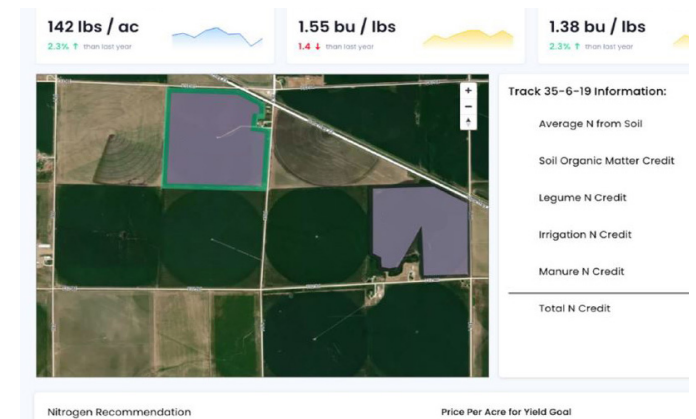 142 lbs / ac
2.3% ↑ than last year
1.55 bu / lbs
1.4 ↓ than last year
1.38 bu / lbs
2.3% ↑ than last year
+
−
Track 35-6-19 Information:
Average N from Soil
Soil Organic Matter Credit
Legume N Credit
Irrigation N Credit
Manure N Credit
Total N Credit
Nitrogen Recommendation
Price Per Acre for Yield Goal